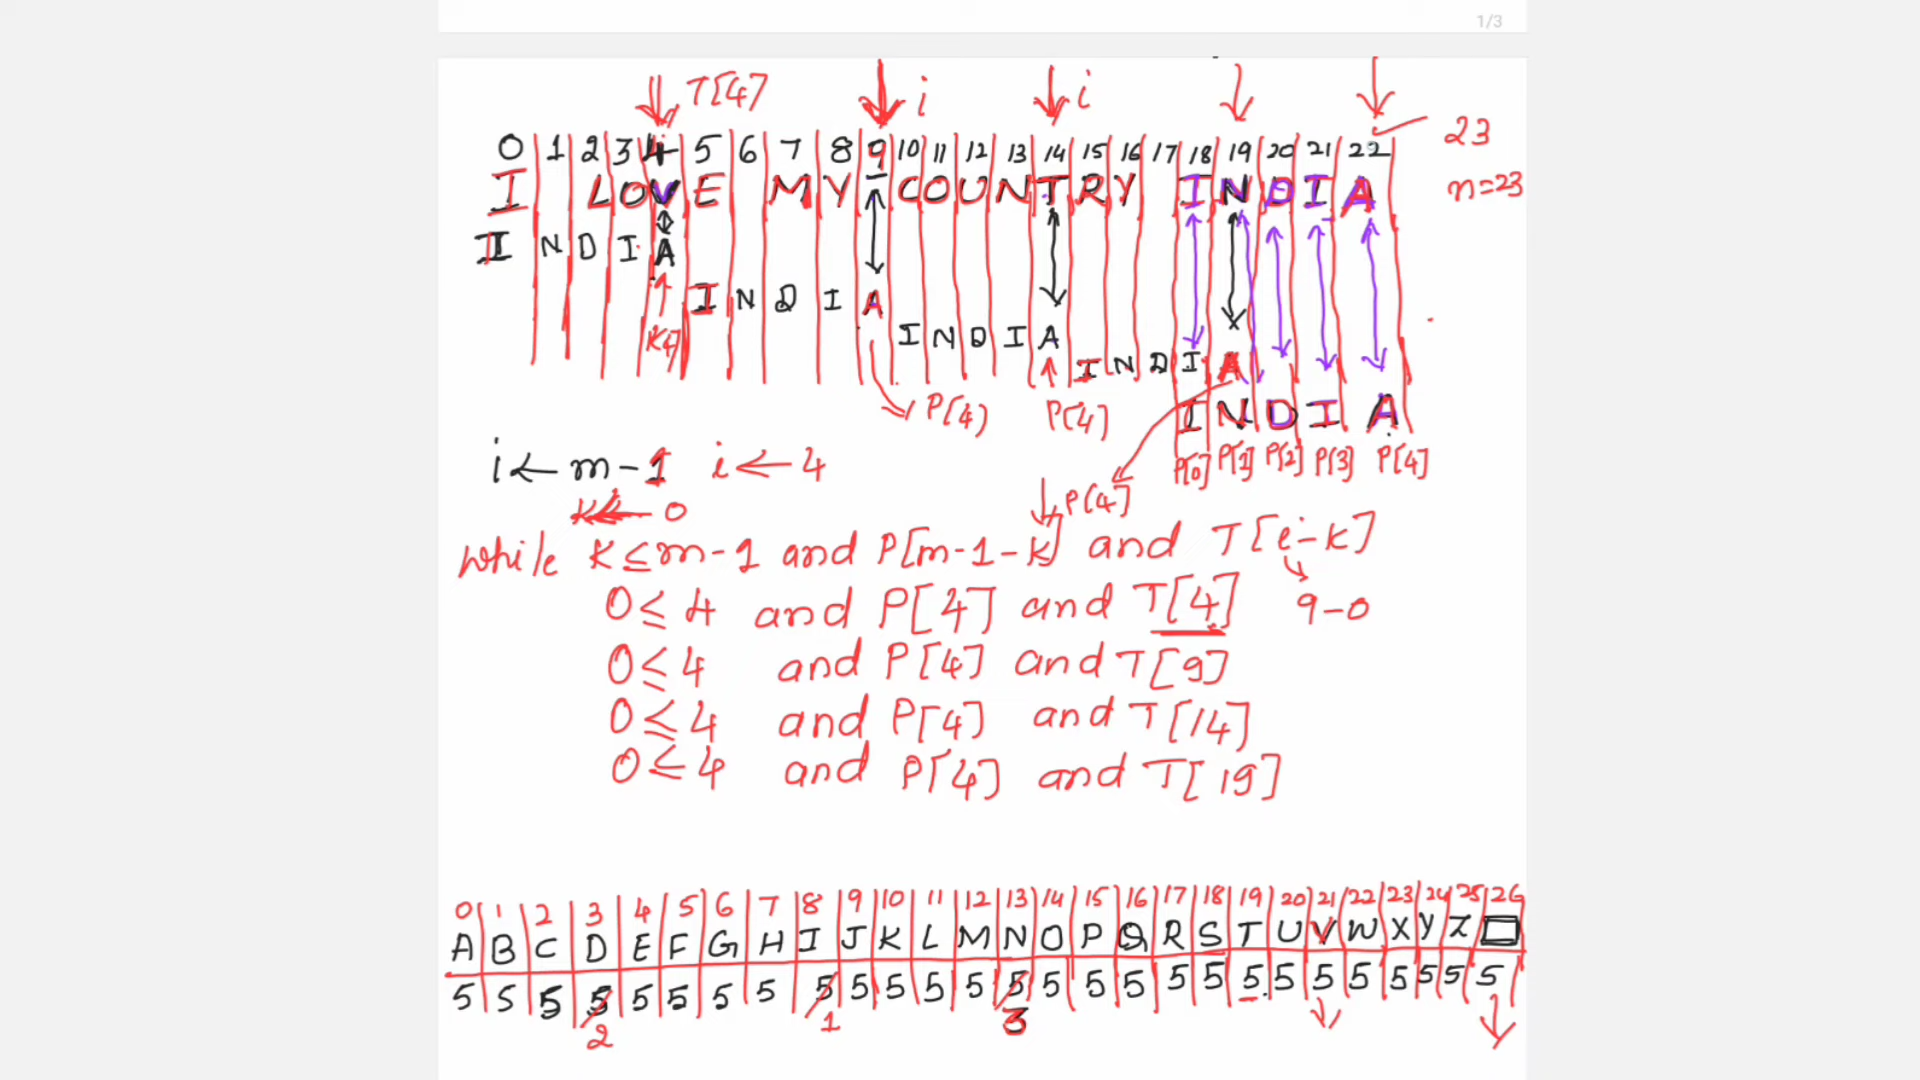 1/3
T[4]
i
i
23
0 1 2 3 4 5 6 7 8 9 10 11 12 13 14 15 16 17 18 19 20 21 22
I LOVE MY COUNTRY INDIA
n=23
I N D I A
I N D I A
I N D I A
K4]
I N D I A
P[4]
P[4]
I N D I A
P[0] P[1] P[2] P[3] P[4]
i ← m-1 i ← 4
P[4]
K ← 0
while K ≤ m-1 and P[m-1-k] and T[i-k]
0 ≤ 4 and P[4] and T[4] 9-0
0 ≤ 4 and P[4] and T[9]
0 ≤ 4 and P[4] and T[14]
0 ≤ 4 and P[4] and T[19]
0 1 2 3 4 5 6 7 8 9 10 11 12 13 14 15 16 17 18 19 20 21 22 23 24 25 26
A B C D E F G H I J K L M N O P Q R S T U V W X Y Z
5 5 5 5 5 5 5 5 5 5 5 5 5 5 5 5 5 5 5 5 5 5 5 5 5 5 5
2 1 3